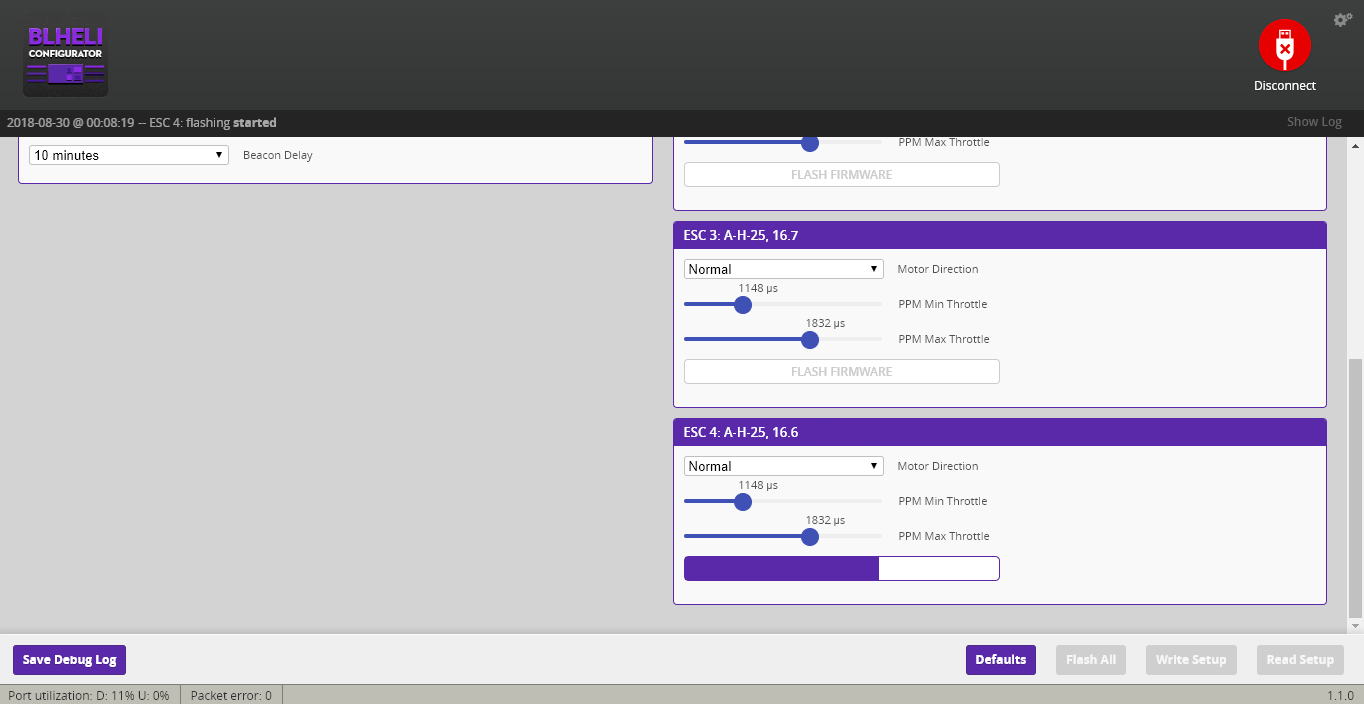 BLHELI
CONFIGURATOR
Disconnect
2018-08-30 @ 00:08:19 -- ESC 4: flashing started
Show Log
10 minutes
Beacon Delay
PPM Max Throttle
FLASH FIRMWARE
ESC 3: A-H-25, 16.7
Normal
Motor Direction
1148 µs
PPM Min Throttle
1832 µs
PPM Max Throttle
FLASH FIRMWARE
ESC 4: A-H-25, 16.6
Normal
Motor Direction
1148 µs
PPM Min Throttle
1832 µs
PPM Max Throttle
Save Debug Log
Defaults
Flash All
Write Setup
Read Setup
Port utilization: D: 11% U: 0%
Packet error: 0
1.1.0